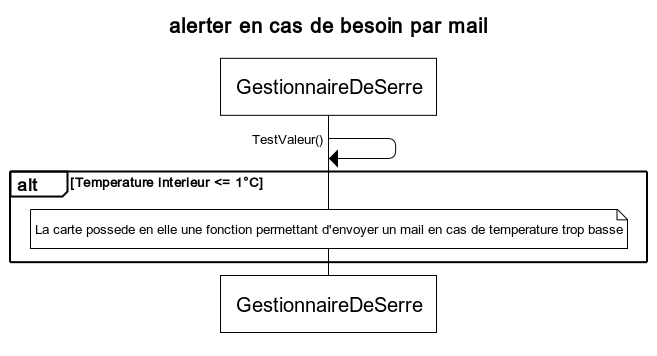 alerter en cas de besoin par mail
GestionnaireDeSerre
TestValeur()
alt [Temperature interieur <= 1°C]
La carte possede en elle une fonction permettant d'envoyer un mail en cas de temperature trop basse
GestionnaireDeSerre